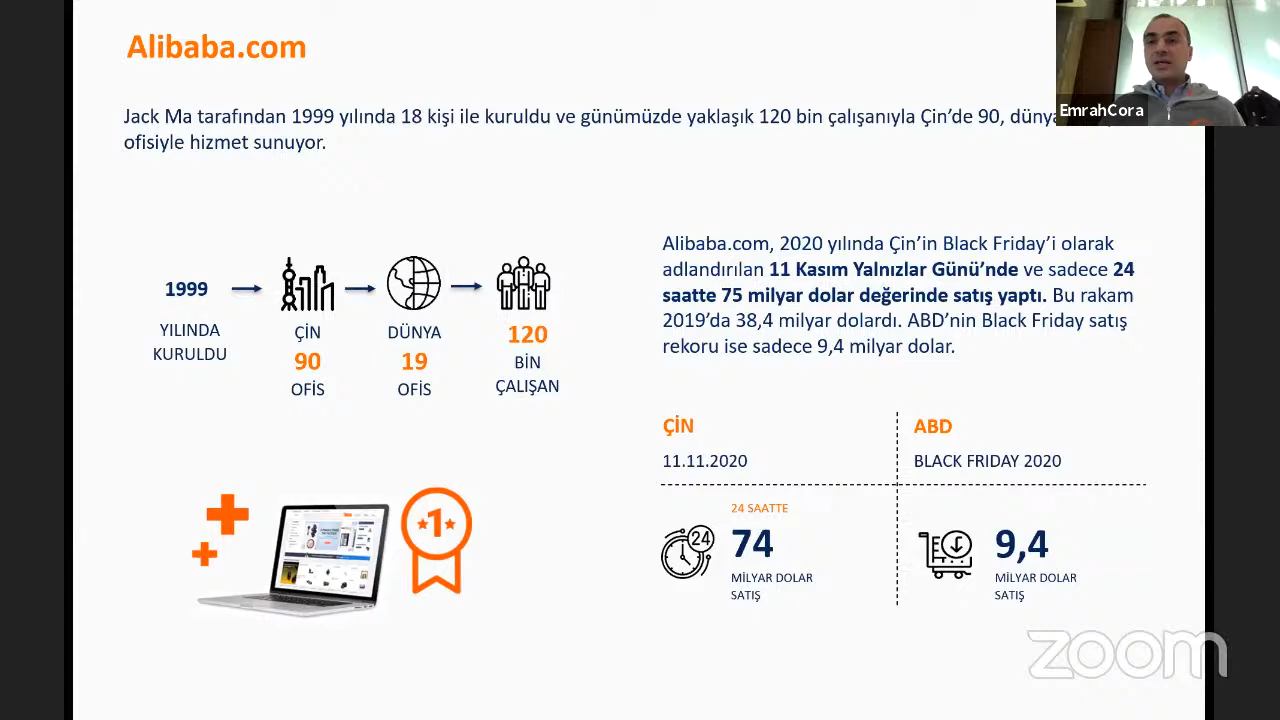 Alibaba.com
Jack Ma tarafından 1999 yılında 18 kişi ile kuruldu ve günümüzde yaklaşık 120 bin çalışanıyla Çin'de 90,
ofisiyle hizmet sunuyor.
EmrahCora
1999
YILINDA
KURULDU
ÇİN
90
OFİS
DÜNYA
19
OFİS
120
BİN
ÇALIŞAN
Alibaba.com, 2020 yılında Çin'in Black Friday'i olarak
adlandırılan 11 Kasım Yalnızlar Günü'nde ve sadece 24
saatte 75 milyar dolar değerinde satış yaptı. Bu rakam
2019'da 38,4 milyar dolardı. ABD'nin Black Friday satış
rekoru ise sadece 9,4 milyar dolar.
ÇİN
11.11.2020
24 SAATTE
24
74
MİLYAR DOLAR
SATIŞ
ABD
BLACK FRIDAY 2020
9,4
MİLYAR DOLAR
SATIŞ
1
zoom